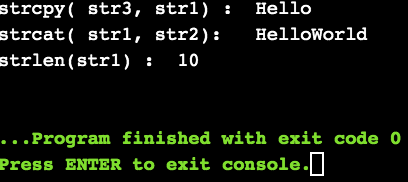 strcpy( str3, str1) :  Hello
strcat( str1, str2):   HelloWorld
strlen(str1) :  10
...Program finished with exit code 0
Press ENTER to exit console.